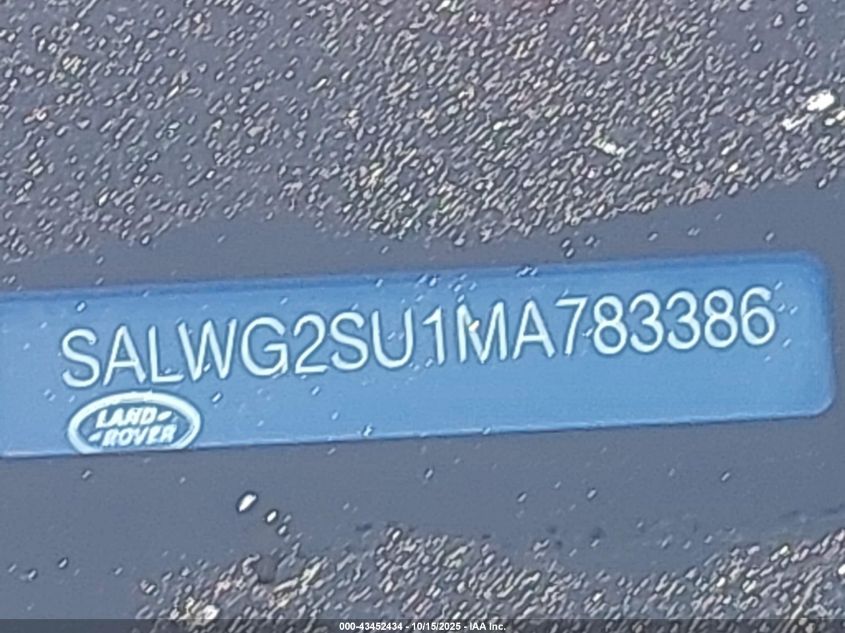 SALWG2SU1MA783386
LAND
ROVER
000-43452434 - 10/15/2025 - IAA Inc.